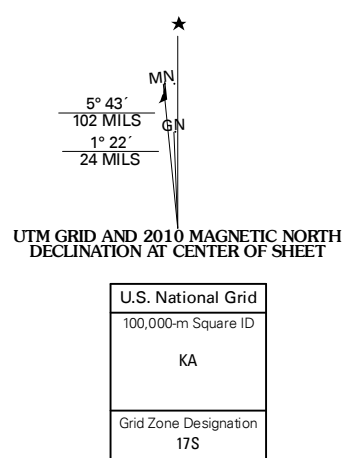 ★
MN
GN
5° 43´
102 MILS
1° 22´
24 MILS
UTM GRID AND 2010 MAGNETIC NORTH
DECLINATION AT CENTER OF SHEET
U.S. National Grid
100,000-m Square ID
KA
Grid Zone Designation
17S